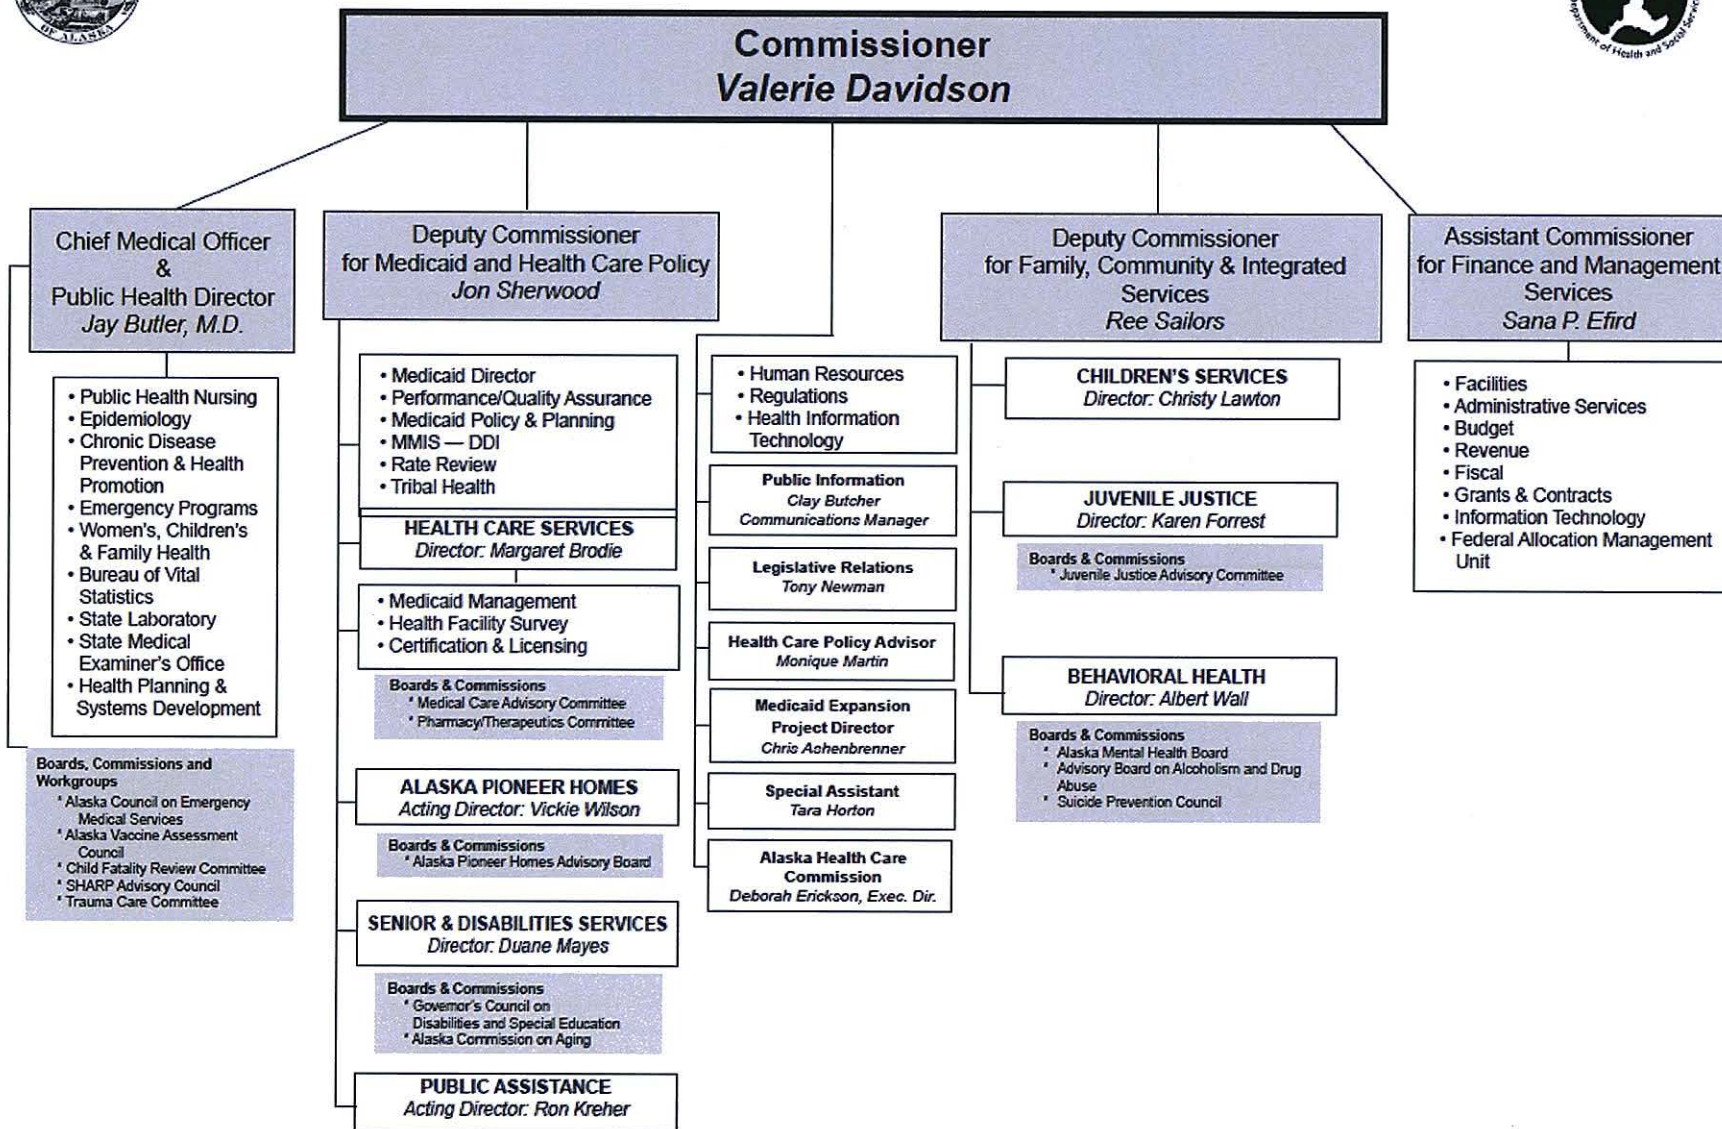 OF ALASKA
Department of Health and Social Services
Commissioner
Valerie Davidson
Chief Medical Officer
&
Public Health Director
Jay Butler, M.D.
• Public Health Nursing
• Epidemiology
• Chronic Disease
Prevention & Health
Promotion
• Emergency Programs
• Women's, Children's
& Family Health
• Bureau of Vital
Statistics
• State Laboratory
• State Medical
Examiner's Office
• Health Planning &
Systems Development
Boards, Commissions and
Workgroups
* Alaska Council on Emergency
Medical Services
* Alaska Vaccine Assessment
Council
* Child Fatality Review Committee
* SHARP Advisory Council
* Trauma Care Committee
Deputy Commissioner
for Medicaid and Health Care Policy
Jon Sherwood
• Medicaid Director
• Performance/Quality Assurance
• Medicaid Policy & Planning
• MMIS — DDI
• Rate Review
• Tribal Health
HEALTH CARE SERVICES
Director: Margaret Brodie
• Medicaid Management
• Health Facility Survey
• Certification & Licensing
Boards & Commissions
* Medical Care Advisory Committee
* Pharmacy/Therapeutics Committee
ALASKA PIONEER HOMES
Acting Director: Vickie Wilson
Boards & Commissions
* Alaska Pioneer Homes Advisory Board
SENIOR & DISABILITIES SERVICES
Director: Duane Mayes
Boards & Commissions
* Governor's Council on
Disabilities and Special Education
* Alaska Commission on Aging
PUBLIC ASSISTANCE
Acting Director: Ron Kreher
• Human Resources
• Regulations
• Health Information
Technology
Public Information
Clay Butcher
Communications Manager
Legislative Relations
Tony Newman
Health Care Policy Advisor
Monique Martin
Medicaid Expansion
Project Director
Chris Ashenbrenner
Special Assistant
Tara Horton
Alaska Health Care
Commission
Deborah Erickson, Exec. Dir.
Deputy Commissioner
for Family, Community & Integrated
Services
Ree Sailors
CHILDREN'S SERVICES
Director: Christy Lawton
JUVENILE JUSTICE
Director: Karen Forrest
Boards & Commissions
* Juvenile Justice Advisory Committee
BEHAVIORAL HEALTH
Director: Albert Wall
Boards & Commissions
* Alaska Mental Health Board
* Advisory Board on Alcoholism and Drug
Abuse
* Suicide Prevention Council
Assistant Commissioner
for Finance and Management
Services
Sana P. Efird
• Facilities
• Administrative Services
• Budget
• Revenue
• Fiscal
• Grants & Contracts
• Information Technology
• Federal Allocation Management
Unit